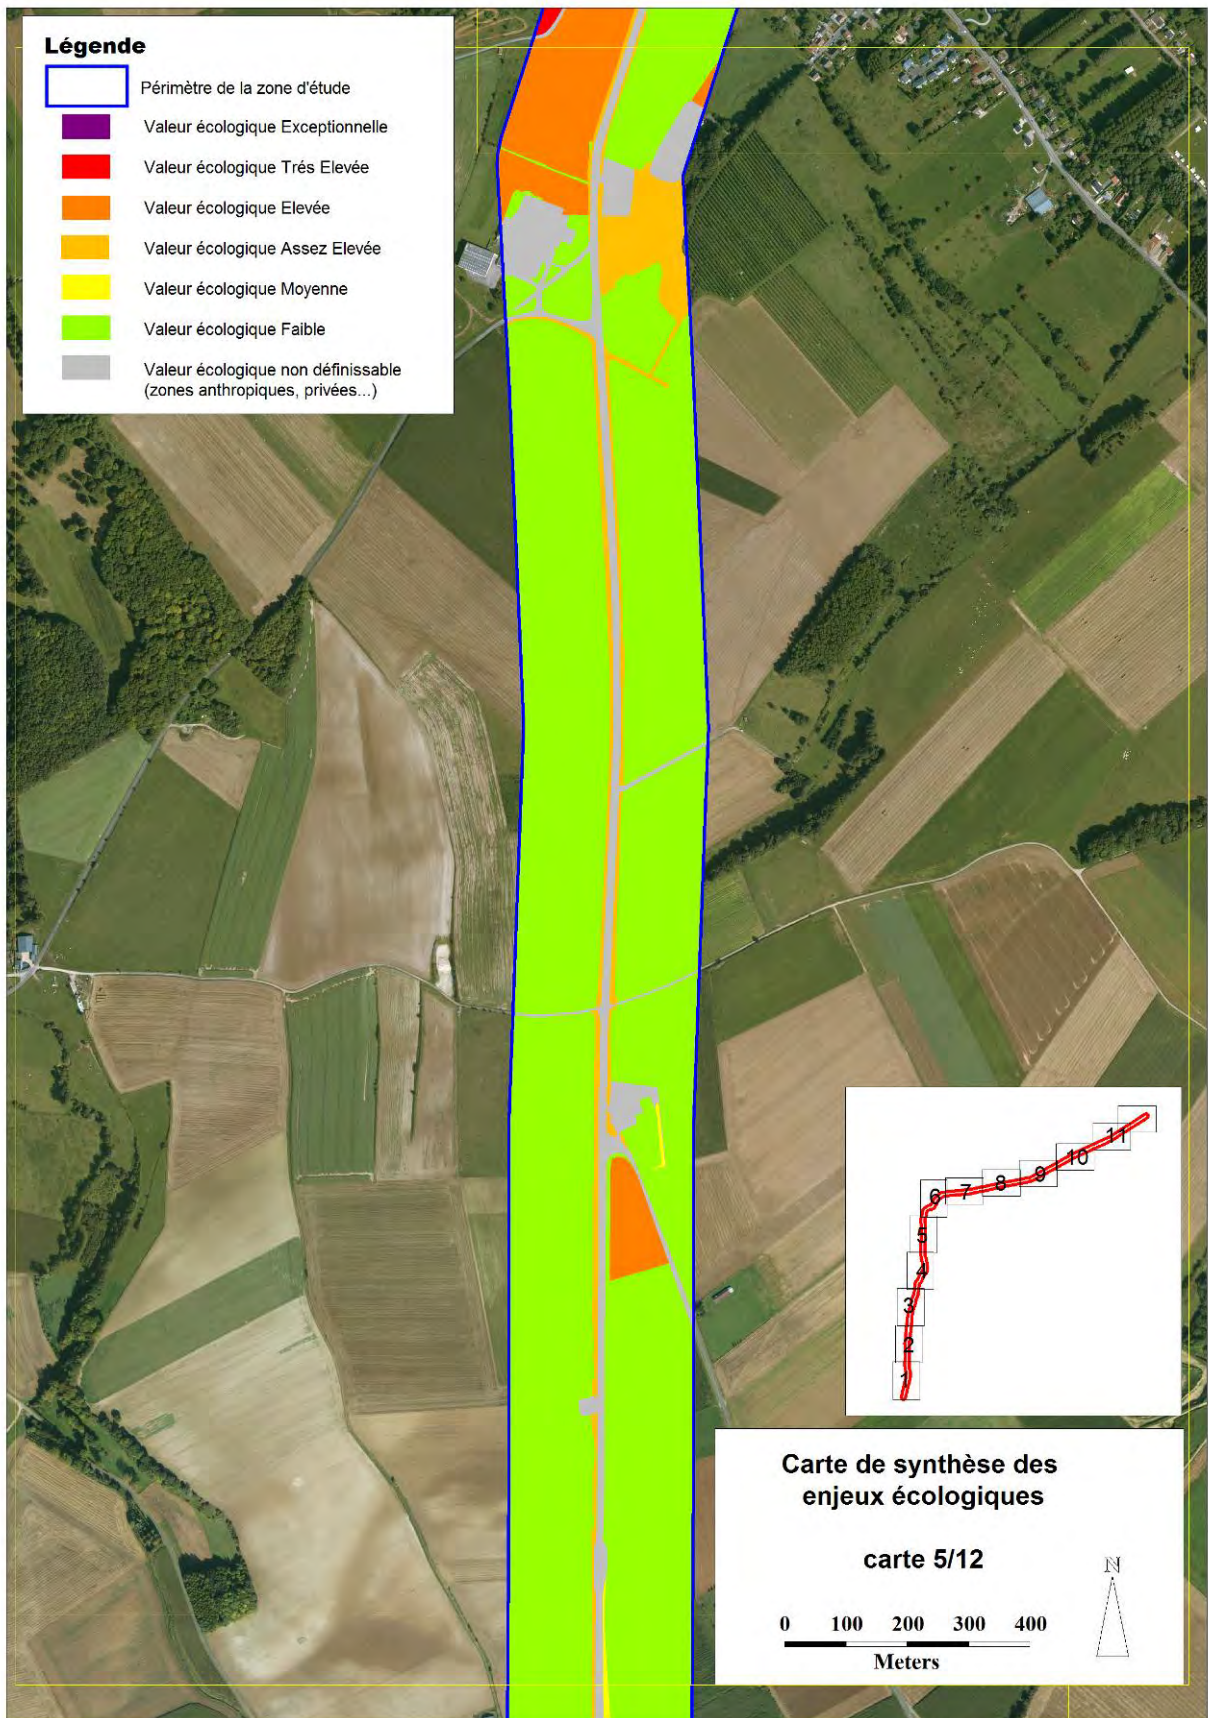 Légende
Périmètre de la zone d'étude
Valeur écologique Exceptionnelle
Valeur écologique Trés Elevée
Valeur écologique Elevée
Valeur écologique Assez Elevée
Valeur écologique Moyenne
Valeur écologique Faible
Valeur écologique non définissable
(zones anthropiques, privées...)
11
10
9
8
7
6
5
4
3
2
1
Carte de synthèse des
enjeux écologiques
carte 5/12
N
0 100 200 300 400
Meters